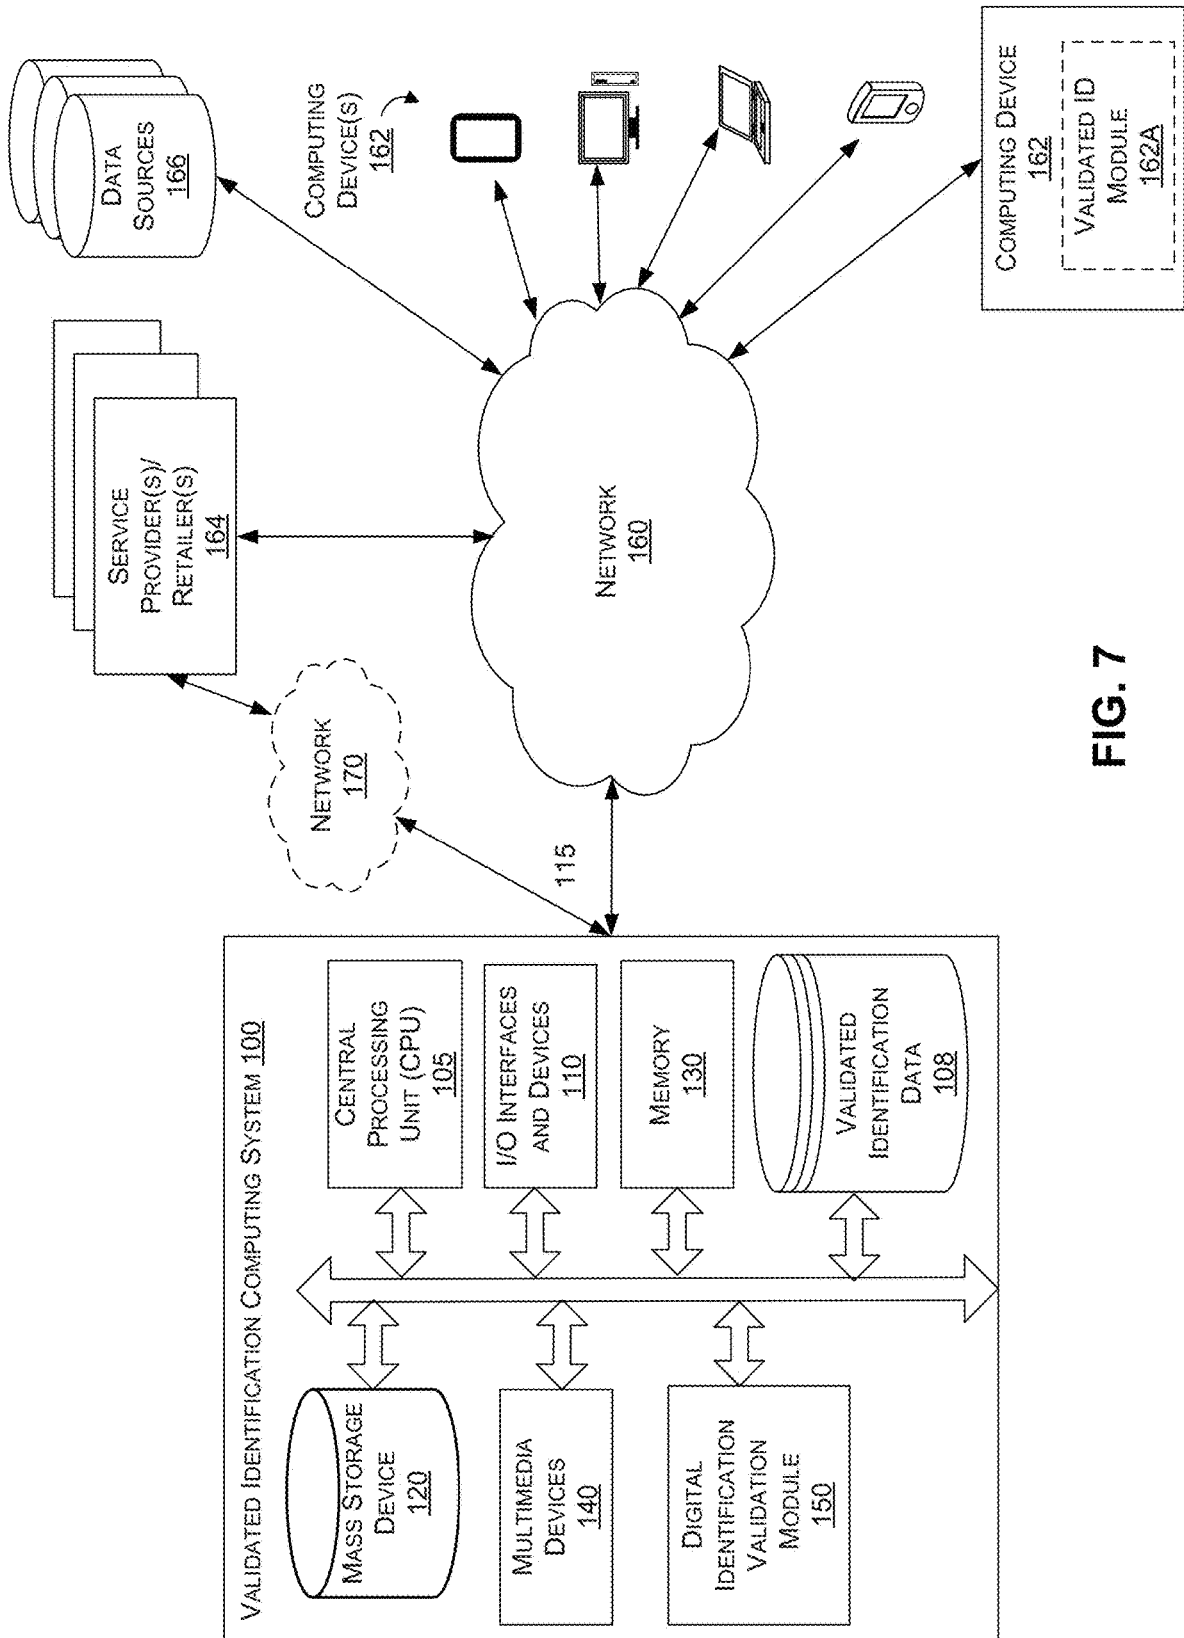 VALIDATED IDENTIFICATION COMPUTING SYSTEM 100
MASS STORAGE
DEVICE
120
MULTIMEDIA
DEVICES
140
DIGITAL
IDENTIFICATION
VALIDATION
MODULE
150
CENTRAL
PROCESSING
UNIT (CPU)
105
I/O INTERFACES
AND DEVICES
110
MEMORY
130
VALIDATED
IDENTIFICATION
DATA
108
115
NETWORK
170
NETWORK
160
SERVICE
PROVIDER(S)/
RETAILER(S)
164
DATA
SOURCES
166
COMPUTING
DEVICE(S)
162
COMPUTING DEVICE
162
VALIDATED ID
MODULE
162A
FIG. 7